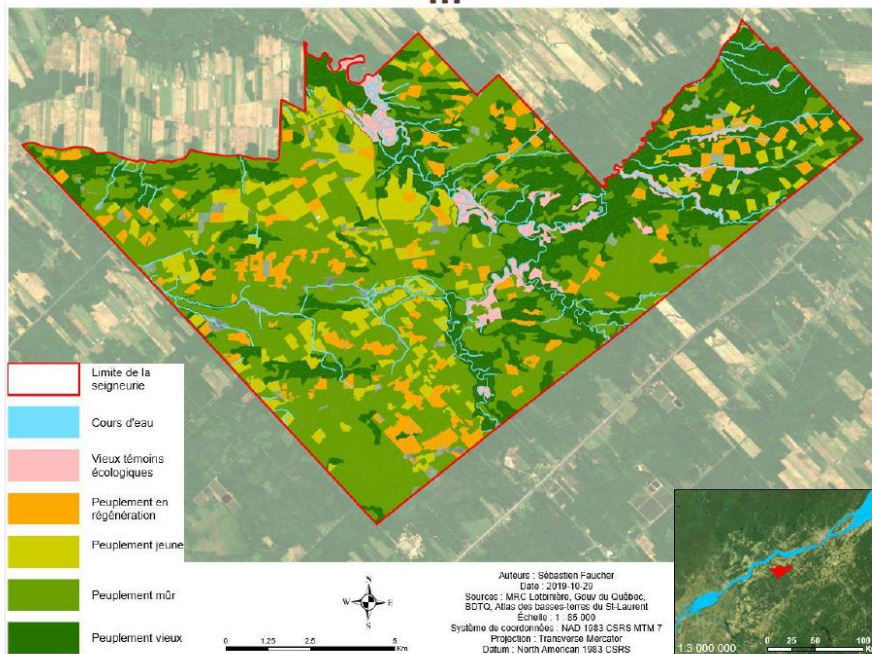 Limite de la
seigneurie
Cours d'eau
Vieux témoins
écologiques
Peuplement en
régénération
Peuplement jeune
Peuplement mûr
Peuplement vieux
N
W E
S
0 1.25 2.5 5
Km
Auteurs : Sébastien Faucher
Date : 2019-10-29
Sources : MRC Lotbinière, Gouv du Québec,
BDTQ, Atlas des basses-terres du St-Laurent
Échelle : 1 : 85 000
Système de coordonnées : NAD 1983 CSRS MTM 7
Projection : Transverse Mercator
Datum : North American 1983 CSRS
1:3 000 000
0 25 50 100